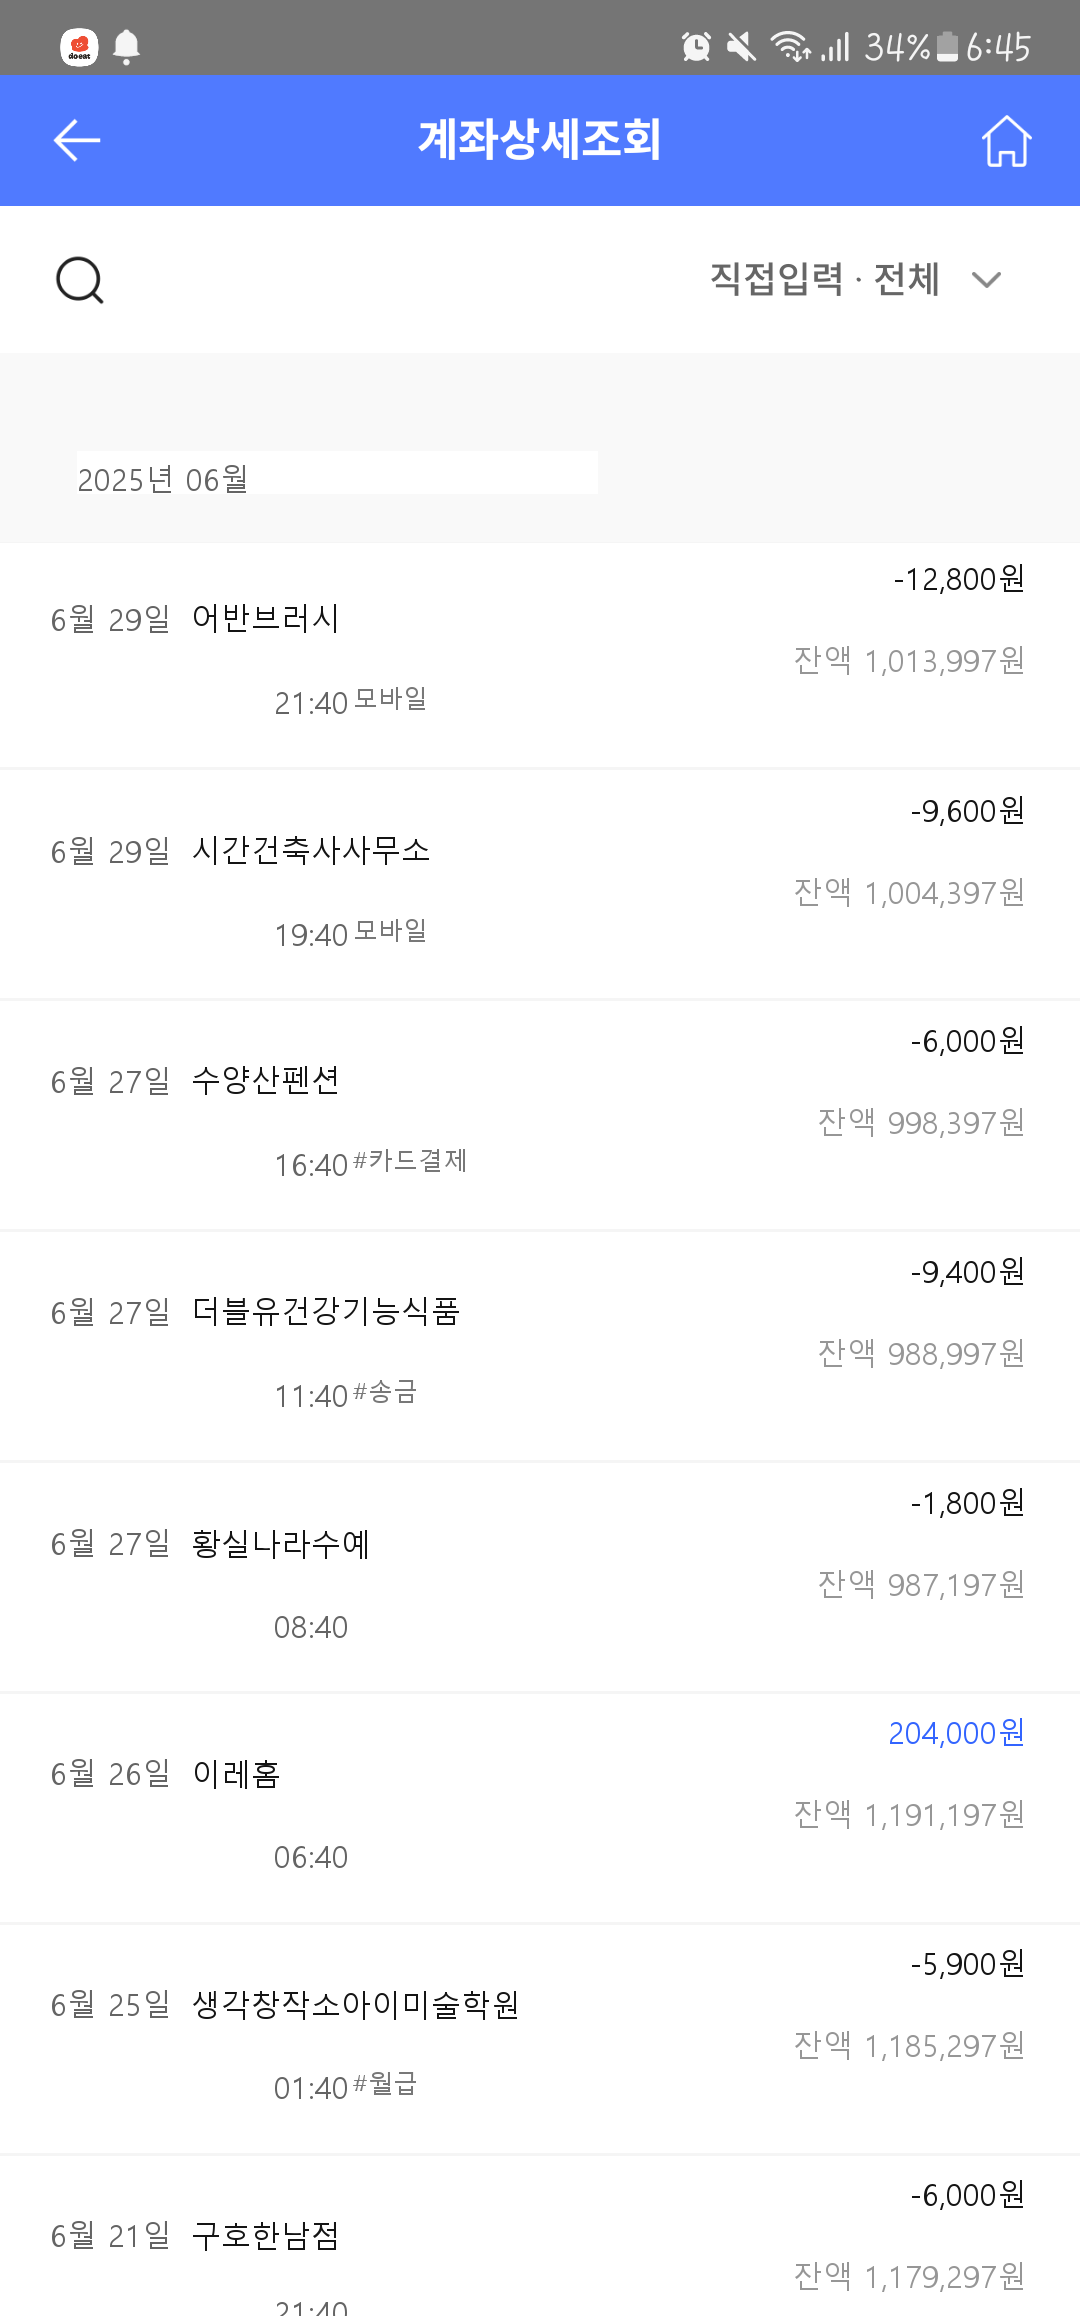 doeat 34% 6:45
계좌상세조회
직접입력 · 전체
2025년 06월
-12,800원
6월 29일 어반브러시
잔액 1,013,997원
21:40 모바일
-9,600원
6월 29일 시간건축사사무소
잔액 1,004,397원
19:40 모바일
-6,000원
6월 27일 수양산펜션
잔액 998,397원
16:40 #카드결제
-9,400원
6월 27일 더블유건강기능식품
잔액 988,997원
11:40 #송금
-1,800원
6월 27일 황실나라수예
잔액 987,197원
08:40
204,000원
6월 26일 이레홈
잔액 1,191,197원
06:40
-5,900원
6월 25일 생각창작소아이미술학원
잔액 1,185,297원
01:40 #월급
-6,000원
6월 21일 구호한남점
잔액 1,179,297원
21:40